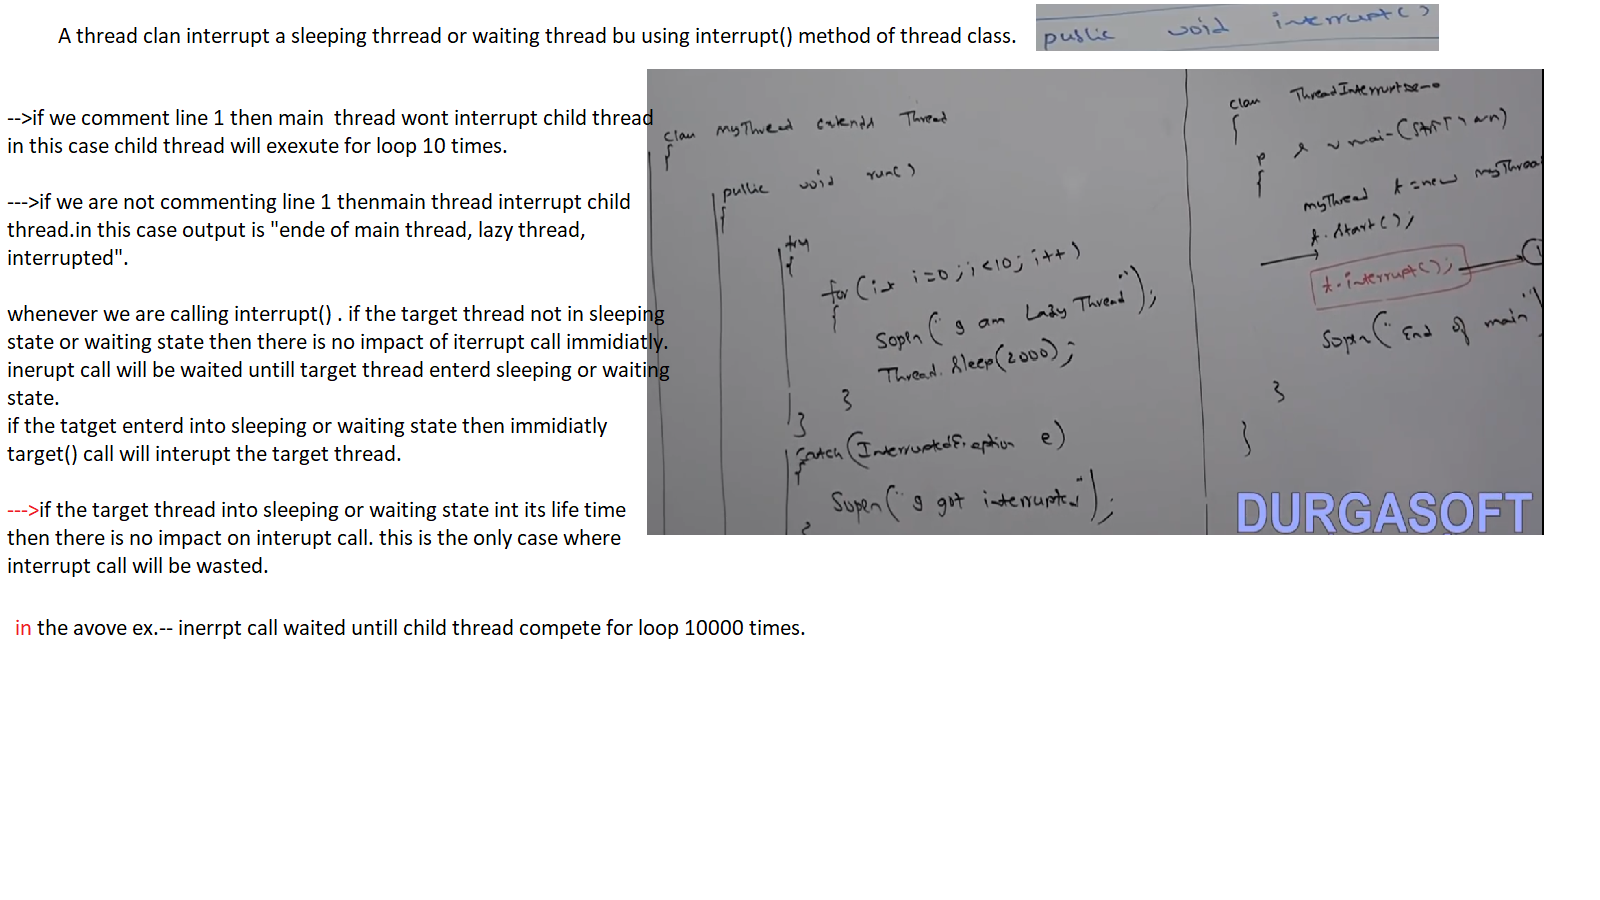 A thread clan interrupt a sleeping thrread or waiting thread bu using interrupt() method of thread class.
public void interrupt()
-->if we comment line 1 then main  thread wont interrupt child thread
in this case child thread will exexute for loop 10 times.
--->if we are not commenting line 1 thenmain thread interrupt child
thread.in this case output is "ende of main thread, lazy thread,
interrupted".
whenever we are calling interrupt() . if the target thread not in sleeping
state or waiting state then there is no impact of iterrupt call immidiatly.
inerupt call will be waited untill target thread enterd sleeping or waiting
state.
if the tatget enterd into sleeping or waiting state then immidiatly
target() call will interupt the target thread.
--->if the target thread into sleeping or waiting state int its life time
then there is no impact on interupt call. this is the only case where
interrupt call will be wasted.
in the avove ex.-- inerrpt call waited untill child thread compete for loop 10000 times.
class MyThread extends Thread
{
public void run()
{
try
{
for (int i=0; i<10; i++)
{
Sopln ("I am Lazy Thread");
Thread.sleep(2000);
}
}
catch (InterruptedException e)
{
Sopln ("I got interrupted");
}
class ThreadInterruptDemo
{
p s v main(String[] args)
{
MyThread t = new MyThread
t.start();
t.interrupt(); 1
Sopln ("End of main")
}
}
DURGASOFT